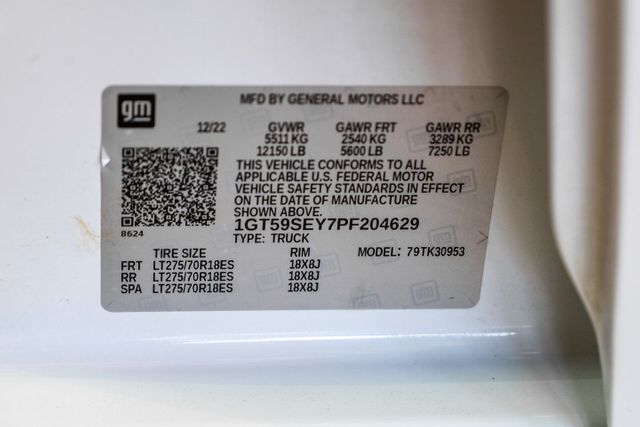 gm
MFD BY GENERAL MOTORS LLC
12/22 GVWR GAWR FRT GAWR RR
5511 KG 2540 KG 3289 KG
12150 LB 5600 LB 7250 LB
THIS VEHICLE CONFORMS TO ALL
APPLICABLE U.S. FEDERAL MOTOR
VEHICLE SAFETY STANDARDS IN EFFECT
ON THE DATE OF MANUFACTURE
SHOWN ABOVE.
8624
1GT59SEY7PF204629
TYPE: TRUCK
TIRE SIZE RIM MODEL: 79TK30953
FRT LT275/70R18ES 18X8J
RR LT275/70R18ES 18X8J
SPA LT275/70R18ES 18X8J